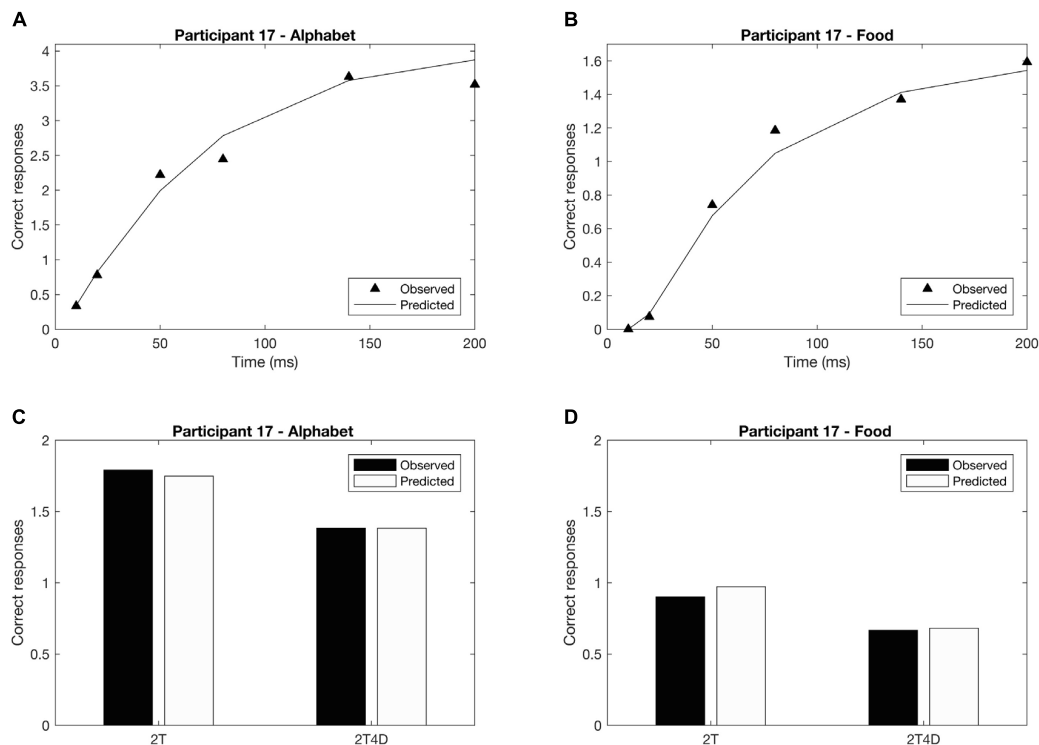 A
Participant 17 - Alphabet
4
3.5
3
2.5
2
1.5
1
0.5
0
Correct responses
0 50 100 150 200
Time (ms)
Observed
Predicted
B
Participant 17 - Food
1.6
1.4
1.2
1
0.8
0.6
0.4
0.2
0
Correct responses
0 50 100 150 200
Time (ms)
Observed
Predicted
C
Participant 17 - Alphabet
2
1.5
1
0.5
0
Correct responses
2T 2T4D
Observed
Predicted
D
Participant 17 - Food
2
1.5
1
0.5
0
Correct responses
2T 2T4D
Observed
Predicted